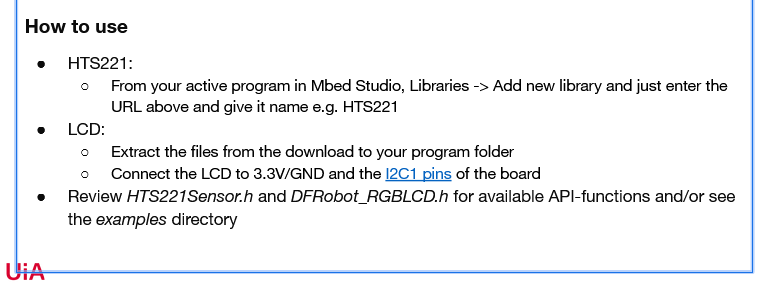 How to use
● HTS221:
○ From your active program in Mbed Studio, Libraries -> Add new library and just enter the
URL above and give it name e.g. HTS221
● LCD:
○ Extract the files from the download to your program folder
○ Connect the LCD to 3.3V/GND and the I2C1 pins of the board
● Review HTS221Sensor.h and DFRobot_RGBLCD.h for available API-functions and/or see
the examples directory
UiA